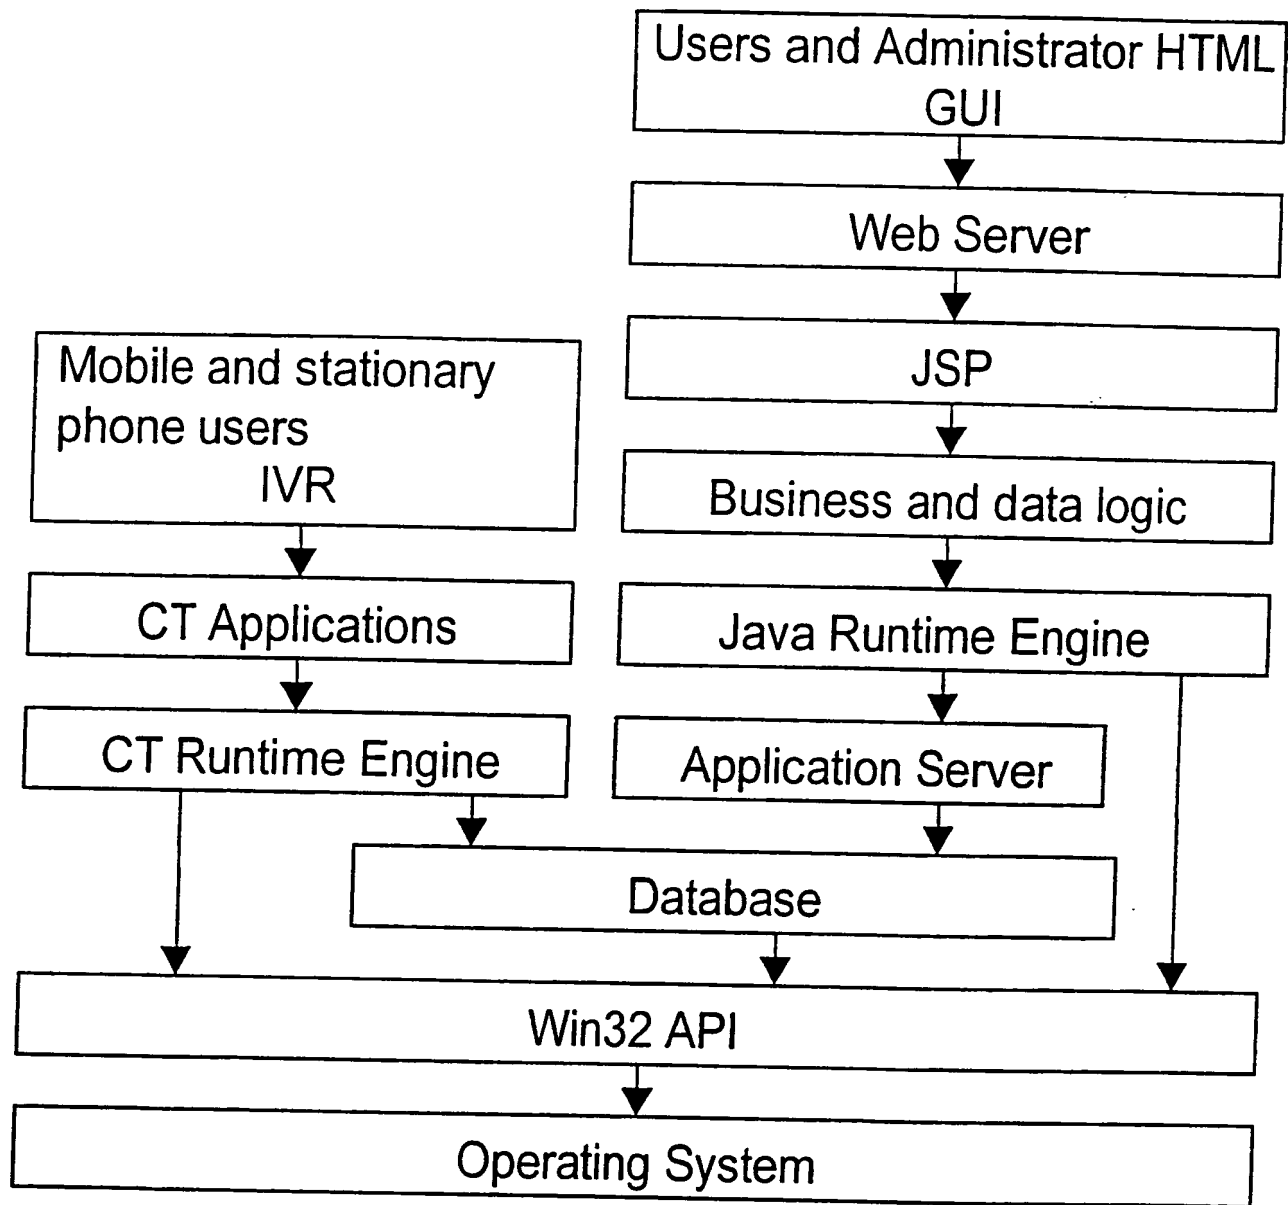 Users and Administrator HTML
GUI
Web Server
JSP
Mobile and stationary
phone users
IVR
Business and data logic
CT Applications
Java Runtime Engine
CT Runtime Engine
Application Server
Database
Win32 API
Operating System